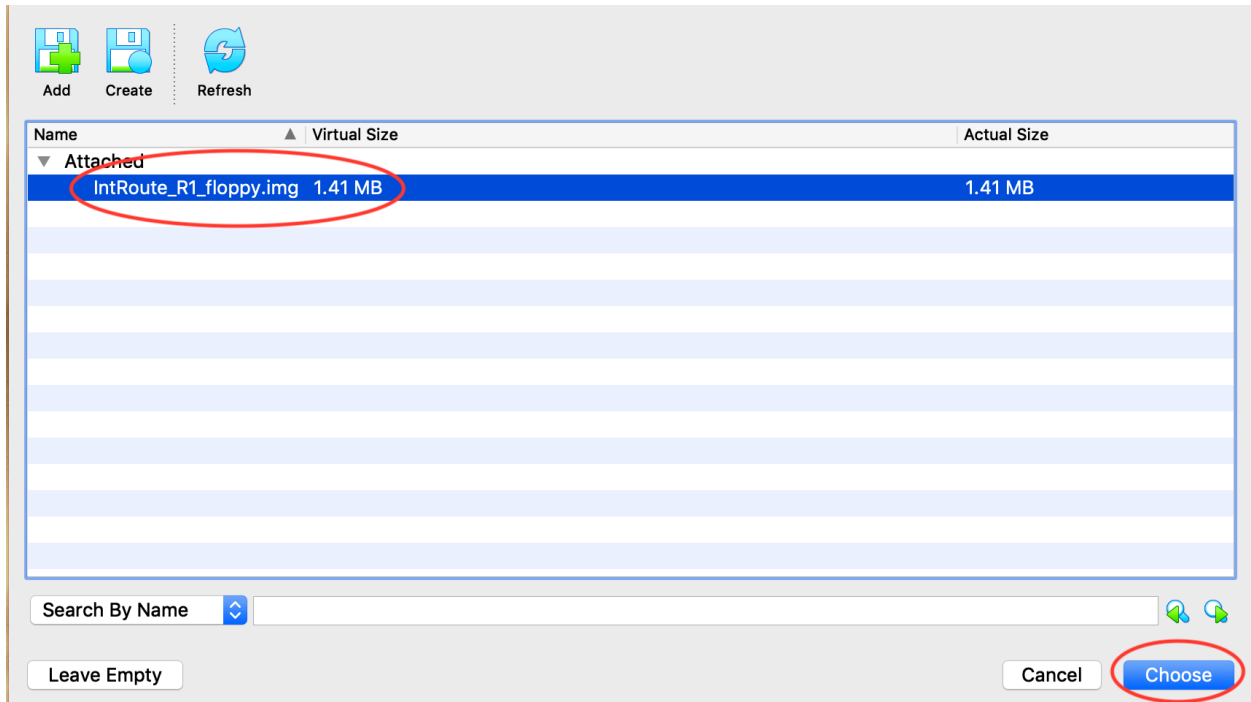 Add Create Refresh
Name Virtual Size Actual Size
Attached
IntRoute_R1_floppy.img 1.41 MB 1.41 MB
Search By Name
Leave Empty Cancel Choose